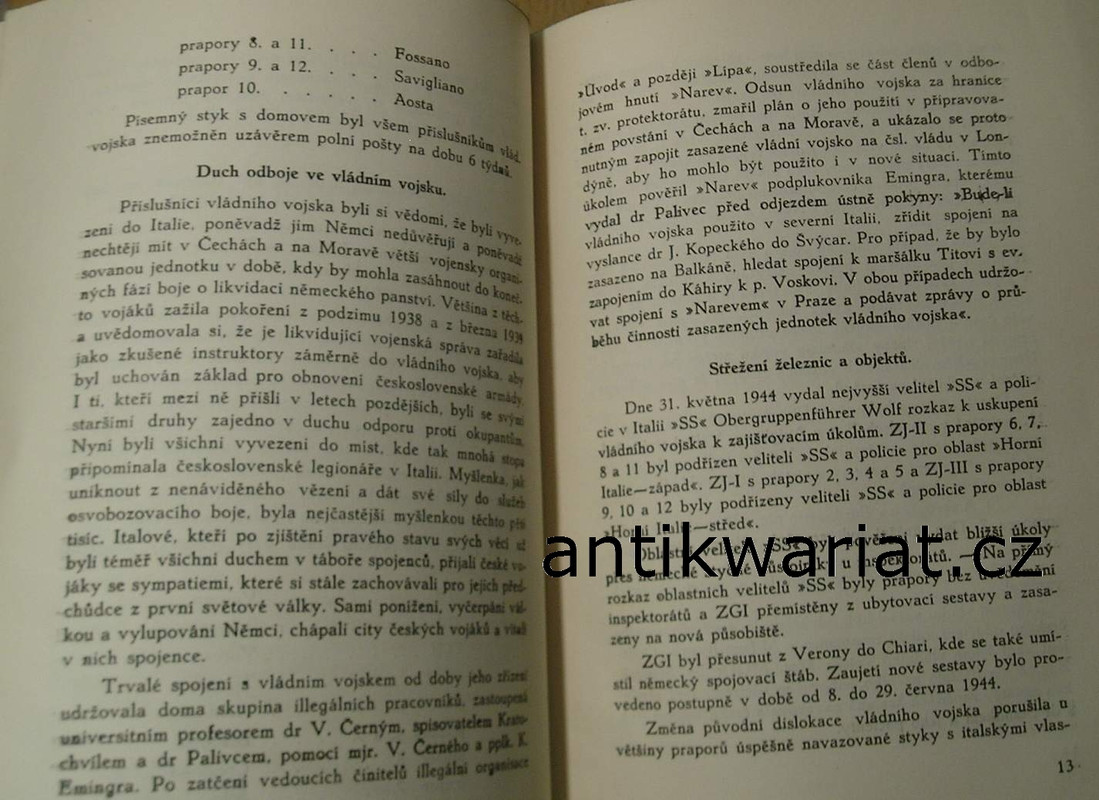 prapory 8. a 11. . . . . Fossano
prapory 9. a 12. . . . . Savigliano
prapor 10. . . . . . Aosta
Písemný styk s domovem byl všem příslušníkům vlád.
vojska znemožněn uzávěrem polní pošty na dobu 6 týdnů.
Duch odboje ve vládním vojsku.
Příslušníci vládního vojska byli si vědomi, že byli vyve-
zeni do Italie, poněvadž jim Němci nedůvěřují a poněvadž
nechtějí mít v Čechách a na Moravě větší vojensky organi-
sovanou jednotku v době, kdy by mohla zasáhnout do koneč-
ných fází boje o likvidaci německého panství. Většina z těch-
to vojáků zažila pokoření z podzimu 1938 a z března 1939
a uvědomovala si, že je likvidující vojenská správa zařadila
jako zkušené instruktory záměrně do vládního vojska, aby
byl uchován základ pro obnovení československé armády.
I ti, kteří mezi ně přišli v letech pozdějších, byli se svými
staršími druhy zajedno v duchu odporu proti okupantům.
Nyní byli všichni vyvezeni do míst, kde tak mnohá stopa
připomínala československé legionáře v Italii. Myšlenka, jak
uniknout z nenáviděného vězení a dát své síly do služeb
osvobozovacího boje, byla nejčastější myšlenkou těchto pěti
tisíc. Italové, kteří po zjištění pravého stavu svých věcí už
byli téměř všichni duchem v táboře spojenců, přijali české vo-
jáky se sympatiemi, které si stále zachovávali pro jejich před-
chůdce z první světové války. Sami poníženi, vyčerpáni vál-
kou a vylupování Němci, chápali city českých vojáků a vítali
v nich spojence.
Trvalé spojení s vládním vojskem od doby jeho zřízení
udržovala doma skupina illegálních pracovníků, zastoupená
universitním profesorem dr V. Černým, spisovatelem Krato-
chvílem a dr Palivcem, pomocí mjr. V. Černého a pplk. K.
Emingra. Po zatčení vedoucích činitelů illegální organisace
»Úvod« a později »Lípa«, soustředila se část členů v odbo-
jovém hnutí »Narev«. Odsun vládního vojska za hranice
t. zv. protektorátu, zmařil plán o jeho použití v připravova-
ném povstání v Čechách a na Moravě, a ukázalo se proto
nutným zapojit zasazené vládní vojsko na čsl. vládu v Lon-
dýně, aby ho mohlo být použito i v nové situaci. Tímto
úkolem pověřil »Narev« podplukovníka Emingra, kterému
vydal dr Palivec před odjezdem ústně pokyny: »Bude-li
vládního vojska použito v severní Italii, zřídit spojení na
vyslance dr J. Kopeckého do Švýcar. Pro případ, že by bylo
zasazeno na Balkáně, hledat spojení k maršálku Titovi s ev.
zapojením do Káhiry k p. Voskovi. V obou případech udržo-
vat spojení s »Narevem« v Praze a podávat zprávy o prů-
běhu činnosti zasazených jednotek vládního vojska«.
Střežení železnic a objektů.
Dne 31. května 1944 vydal nejvyšší velitel »SS« a poli-
cie v Italii »SS« Obergruppenführer Wolf rozkaz k uskupení
vládního vojska k zajišťovacím úkolům. ZJ-II s prapory 6, 7,
8 a 11 byl podřízen veliteli »SS« a policie pro oblast »Horní
Italie—západ«. ZJ-I s prapory 2, 3, 4 a 5 a ZJ-III s prapory
9, 10 a 12 byly podřízeny veliteli »SS« a policie pro oblast
»Horní Italie—střed«.
Oblastní velitelé »SS« byli pověřeni vydat bližší úkoly
přes německé styčné důstojníky u inspektorátů. — Na přímý
rozkaz oblastních velitelů »SS« byly prapory bez uvědomění
inspektorátů a ZGI přemístěny z ubytovací sestavy a zasa-
zeny na nová působiště.
ZGI byl přesunut z Verony do Chiari, kde se také umí-
stil německý spojovací štáb. Zaujetí nové sestavy bylo pro-
vedeno postupně v době od 8. do 29. června 1944.
Změna původní dislokace vládního vojska porušila u
většiny praporů úspěšně navazované styky s italskými vlas-
13
antikwariat.cz